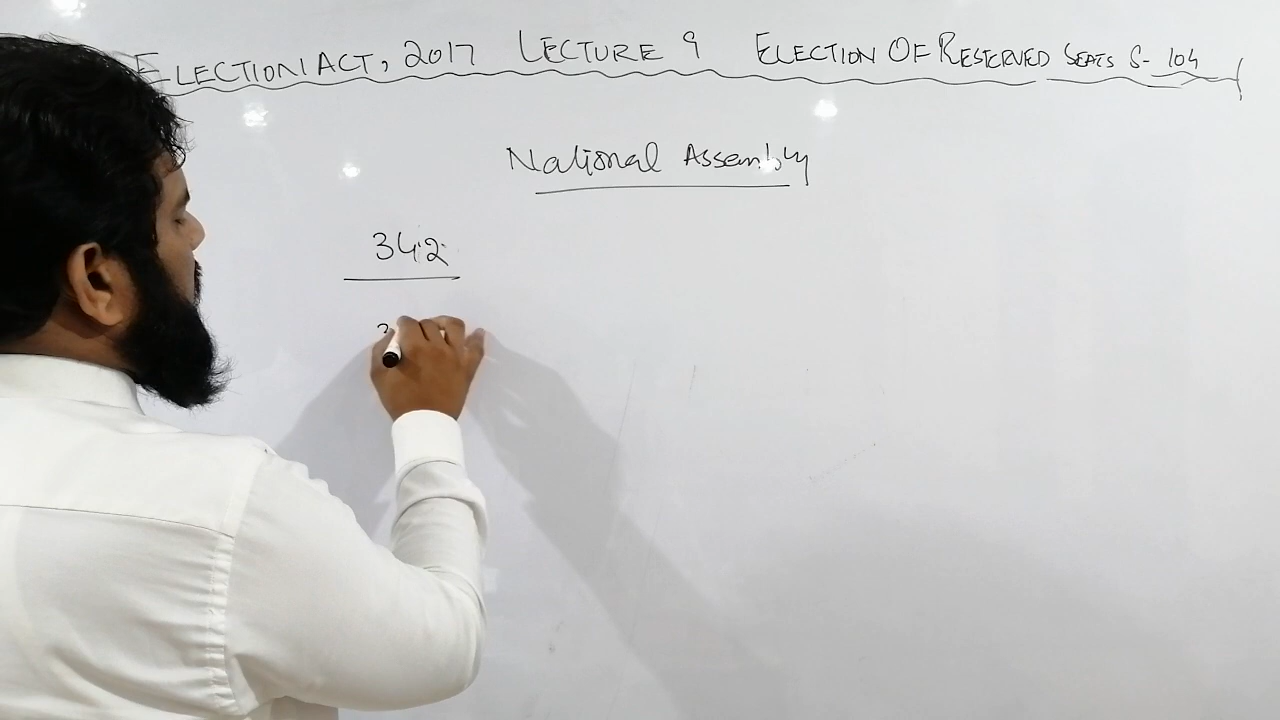 ELECTION ACT, 2017 LECTURE 9 ELECTION OF RESERVED SEATS S- 104
National Assembly
342